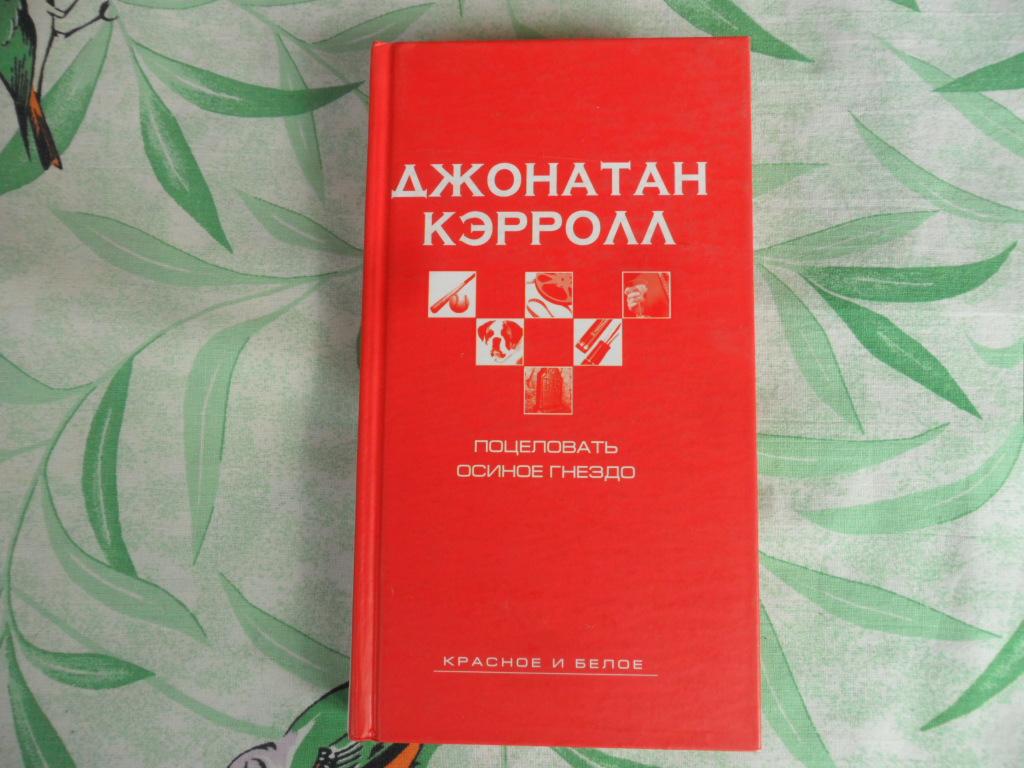 ДЖОНАТАН
КЭРРОЛЛ
ПОЦЕЛОВАТЬ
ОСИНОЕ ГНЕЗДО
КРАСНОЕ И БЕЛОЕ